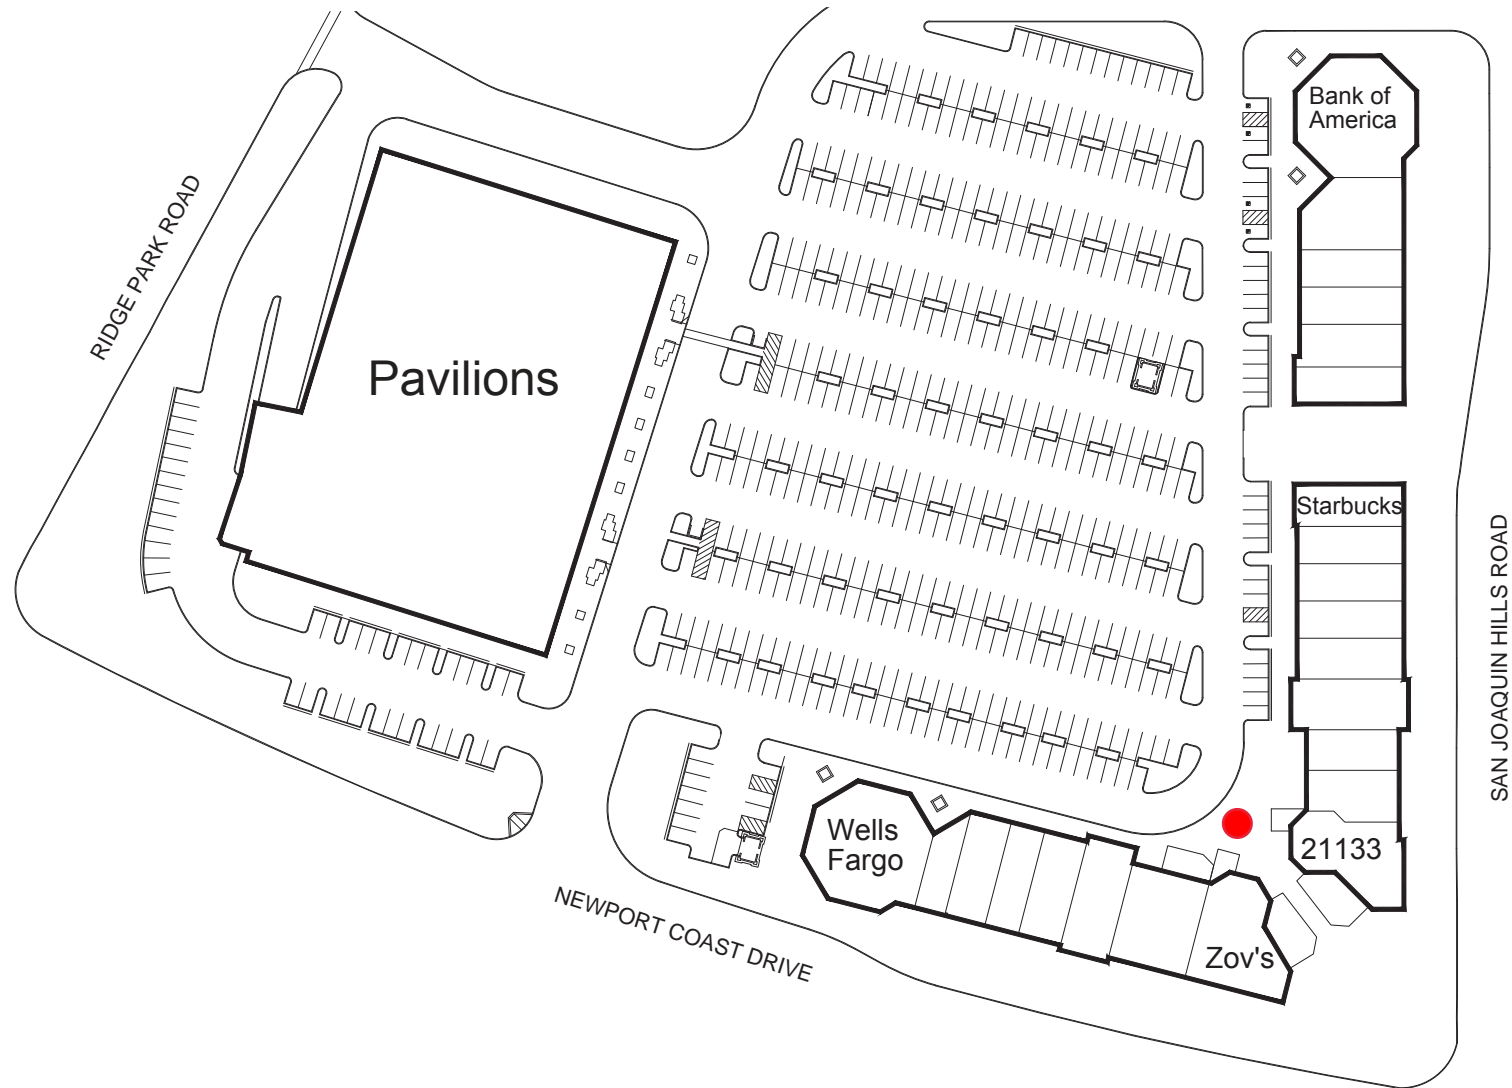 Bank of
America
RIDGE PARK ROAD
Pavilions
Starbucks
SAN JOAQUIN HILLS ROAD
Wells
Fargo
21133
NEWPORT COAST DRIVE
Zov's